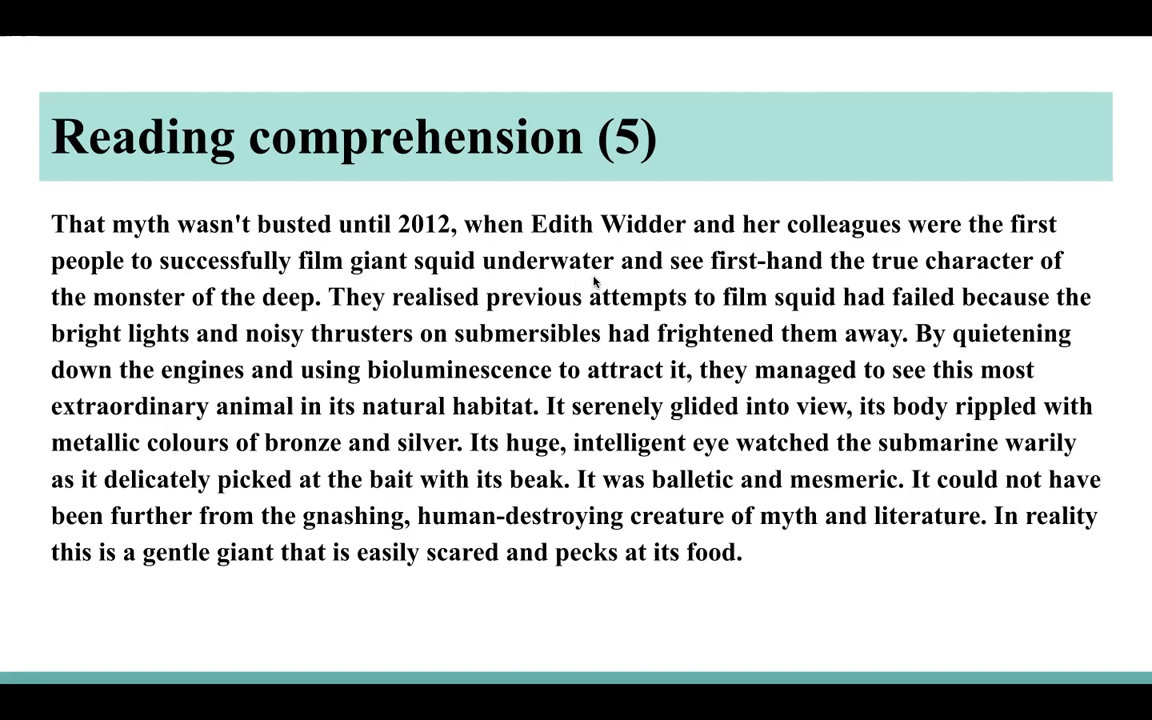 Reading comprehension (5)
That myth wasn't busted until 2012, when Edith Widder and her colleagues were the first
people to successfully film giant squid underwater and see first-hand the true character of
the monster of the deep. They realised previous attempts to film squid had failed because the
bright lights and noisy thrusters on submersibles had frightened them away. By quietening
down the engines and using bioluminescence to attract it, they managed to see this most
extraordinary animal in its natural habitat. It serenely glided into view, its body rippled with
metallic colours of bronze and silver. Its huge, intelligent eye watched the submarine warily
as it delicately picked at the bait with its beak. It was balletic and mesmeric. It could not have
been further from the gnashing, human-destroying creature of myth and literature. In reality
this is a gentle giant that is easily scared and pecks at its food.